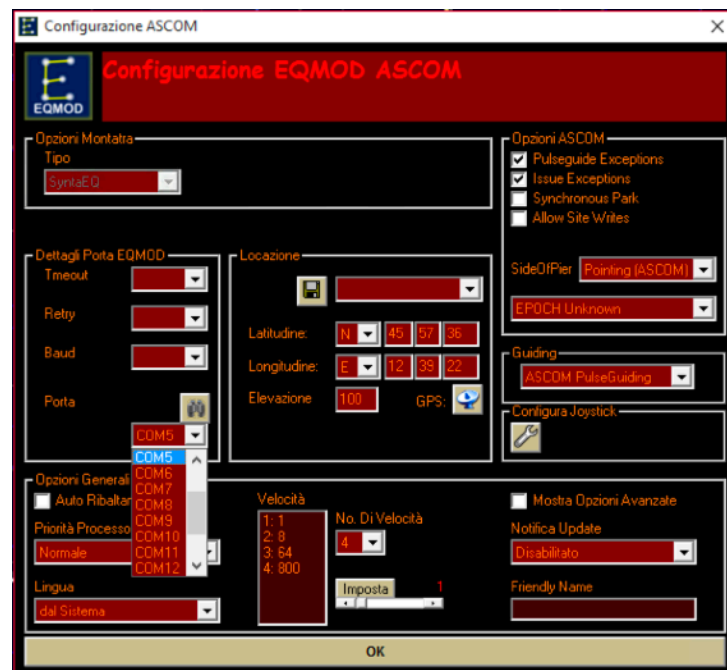 Configurazione ASCOM
EQMOD
Configurazione EQMOD ASCOM
Opzioni Montatra
Tipo
SyntaEQ
Opzioni ASCOM
Pulseguide Exceptions
Issue Exceptions
Synchronous Park
Allow Site Writes
SideOfPier Pointing (ASCOM)
EPOCH Unknown
Dettagli Porta EQMOD
Tmeout
Retry
Baud
Porta
COM5
COM5
COM6
COM7
COM8
COM9
COM10
COM11
COM12
Locazione
Latitudine: N 45 57 36
Longitudine: E 12 39 22
Elevazione 100 GPS:
Guiding
ASCOM PulseGuiding
Configura Joystick
Opzioni Generali
Auto Ribaltar
Priorità Processo
Normale
Lingua
dal Sistema
Velocità
1: 1
2: 8
3: 64
4: 800
No. Di Velocità
4
Imposta 1
Mostra Opzioni Avanzate
Notifica Update
Disabilitato
Friendly Name
OK